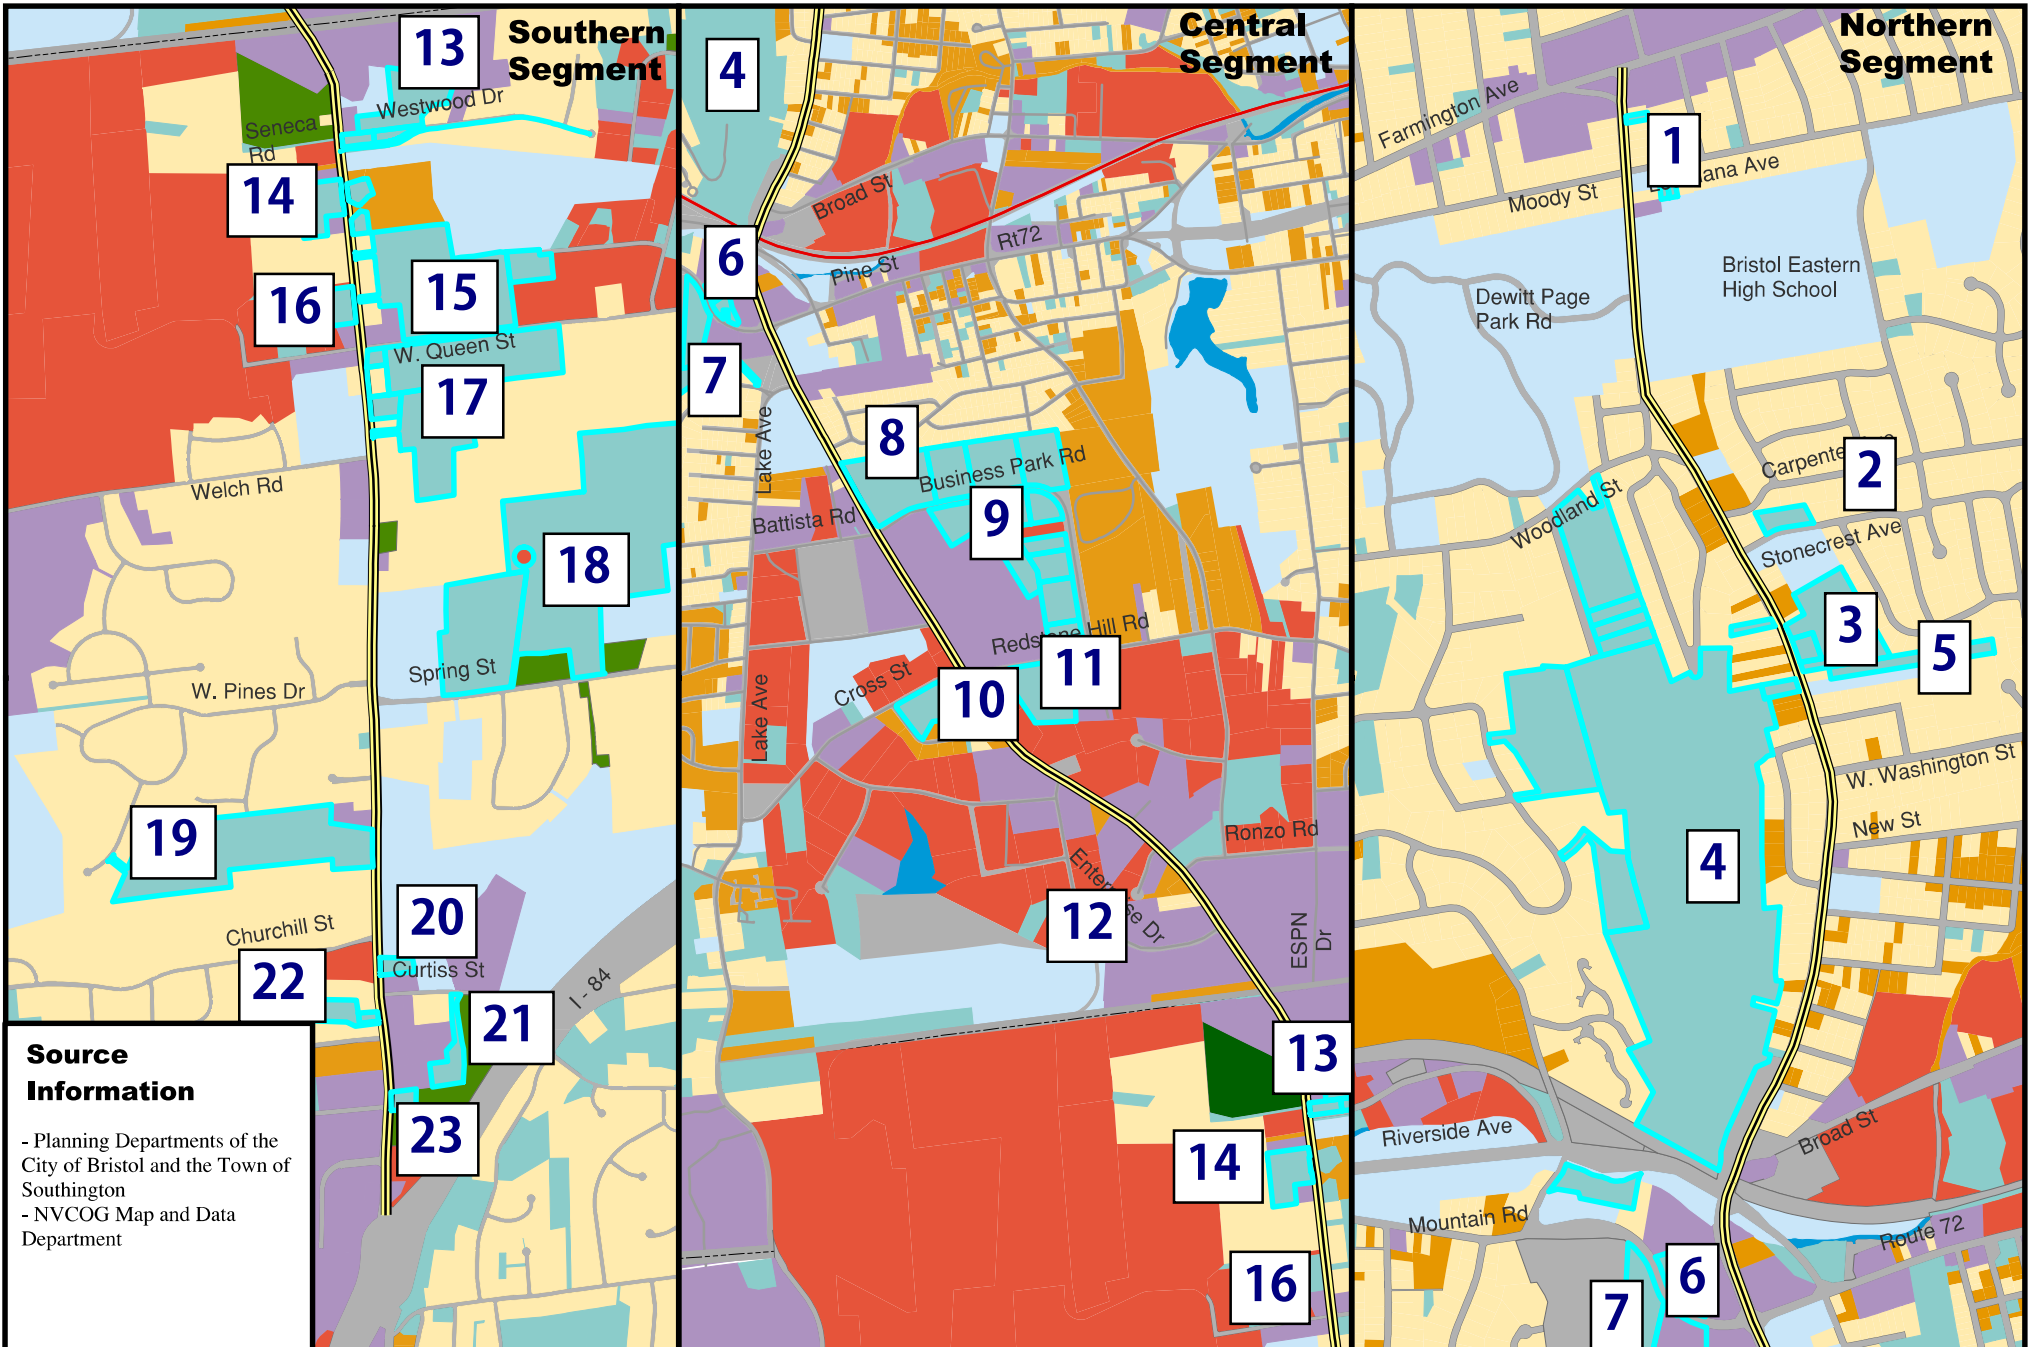 Southern
Segment
13
Westwood Dr
Seneca
Rd
14
15
16
W. Queen St
17
Welch Rd
18
Spring St
W. Pines Dr
19
Churchill St
20
Curtiss St
22
I - 84
21
23
Source
Information
- Planning Departments of the
City of Bristol and the Town of
Southington
- NVCOG Map and Data
Department
Central
Segment
4
Broad St
Rt72
6
Pine St
7
Lake Ave
8
Business Park Rd
9
Battista Rd
Redstone Hill Rd
11
Cross St
10
Lake Ave
Ronzo Rd
Enterprise Dr
12
ESPN
Dr
13
14
16
Northern
Segment
Farmington Ave
1
Moody St
Bristol Eastern
High School
Dewitt Page
Park Rd
2
Woodland St
Stonecrest Ave
3
5
W. Washington St
New St
4
Riverside Ave
Broad St
Mountain Rd
Route 72
6
7